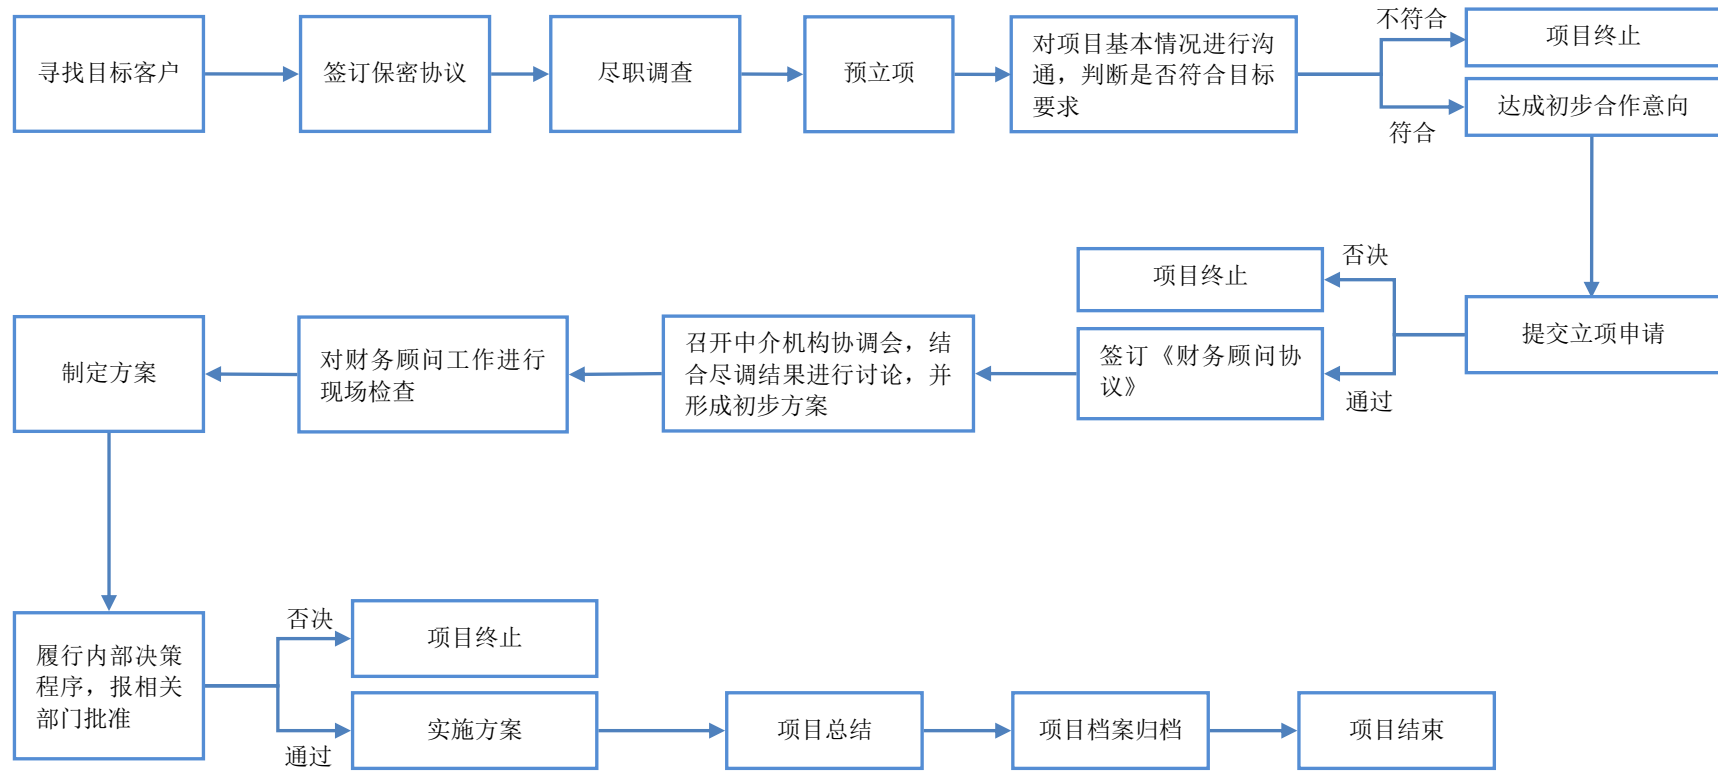 寻找目标客户
签订保密协议
尽职调查
预立项
对项目基本情况进行沟
通，判断是否符合目标
要求
不符合
项目终止
符合
达成初步合作意向
提交立项申请
否决
项目终止
通过
签订《财务顾问协
议》
召开中介机构协调会，结
合尽调结果进行讨论，并
形成初步方案
对财务顾问工作进行
现场检查
制定方案
履行内部决策
程序，报相关
部门批准
否决
项目终止
通过
实施方案
项目总结
项目档案归档
项目结束